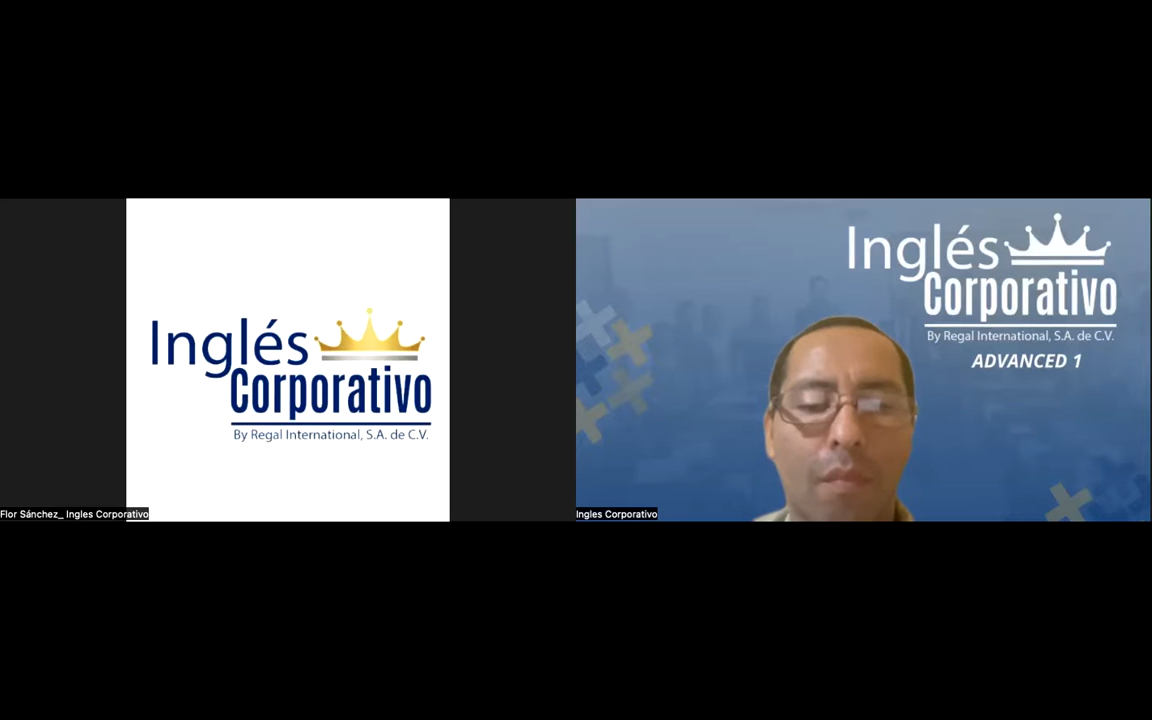 Inglés
Corporativo
By Regal International, S.A. de C.V.
Flor Sánchez_ Ingles Corporativo
Inglés
Corporativo
By Regal International, S.A. de C.V.
ADVANCED 1
Ingles Corporativo